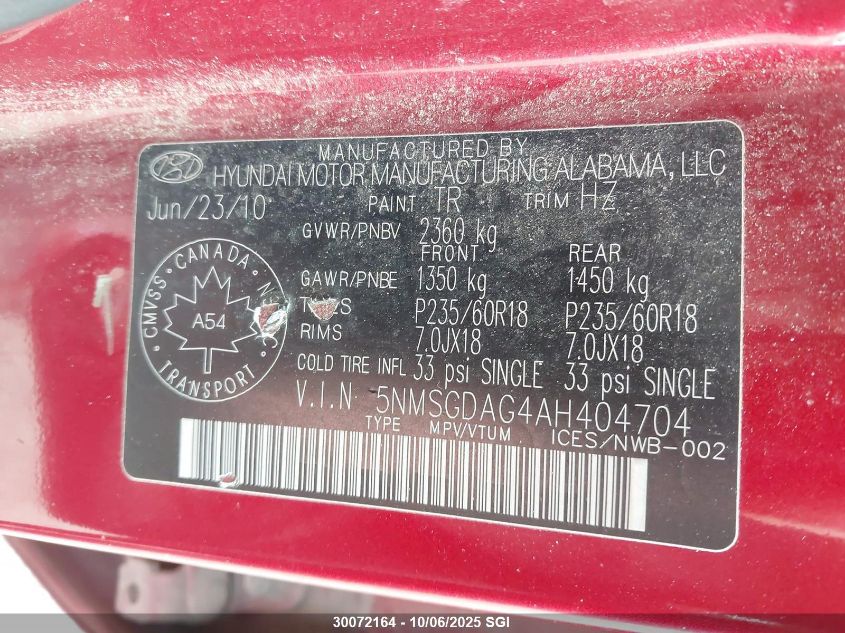 MANUFACTURED BY
HYUNDAI MOTOR MANUFACTURING ALABAMA, LLC
Jun/23/10 PAINT TR TRIM HZ
GVWR/PNBV 2360 kg
FRONT REAR
GAWR/PNBE 1350 kg 1450 kg
P235/60R18 P235/60R18
RIMS 7.0JX18 7.0JX18
COLD TIRE INFL 33 psi SINGLE 33 psi SINGLE
V.I.N 5NMSGDAG4AH404704
TYPE MPV/VTUM ICES/NWB-002
CMVSS · CANADA
A54
TRANSPORT
30072164 - 10/06/2025 SGI